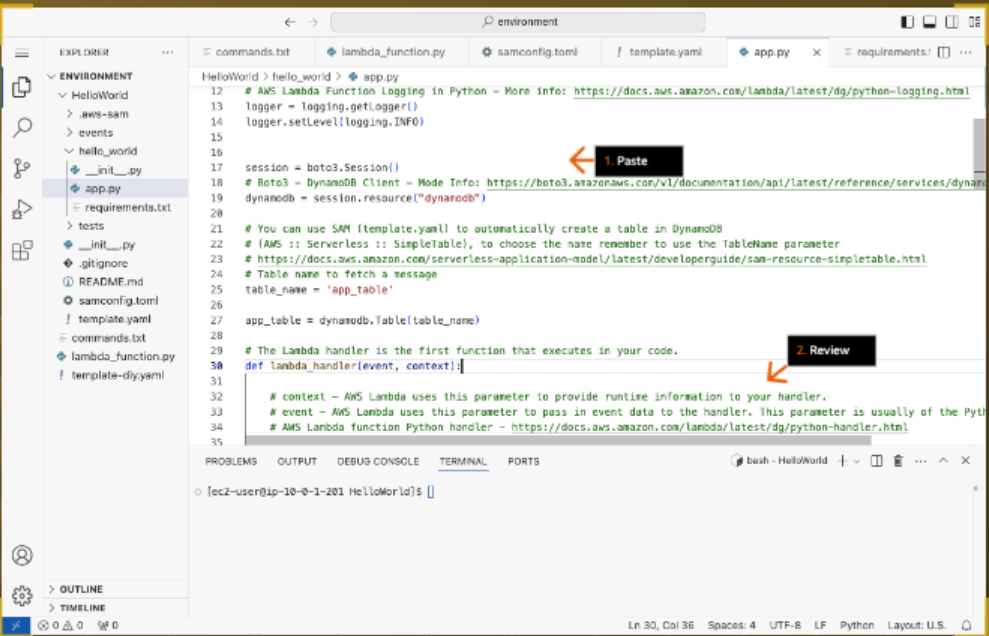 environment
EXPLORER
commands.txt
lambda_function.py
samconfig.toml
! template.yaml
app.py
requirements.
ENVIRONMENT
HelloWorld
.aws-sam
events
hello_world
__init__.py
app.py
requirements.txt
tests
__init__.py
.gitignore
README.md
samconfig.toml
! template.yaml
commands.txt
lambda_function.py
! template-diy.yaml
OUTLINE
TIMELINE
HelloWorld > hello_world > app.py
12 # AWS Lambda Function Logging in Python - More info: https://docs.aws.amazon.com/lambda/latest/dg/python-logging.html
13 logger = logging.getLogger()
14 logger.setLevel(logging.INFO)
15
16
17 session = boto3.Session()
18 # Boto3 - DynamoDB Client - Mode Info: https://boto3.amazonaws.com/v1/documentation/api/latest/reference/services/dynam
19 dynamodb = session.resource("dynamodb")
20
21 # You can use SAM (template.yaml) to automatically create a table in DynamoDB
22 # (AWS :: Serverless :: SimpleTable), to choose the name remember to use the TableName parameter
23 # https://docs.aws.amazon.com/serverless-application-model/latest/developerguide/sam-resource-simpletable.html
24 # Table name to fetch a message
25 table_name = 'app_table'
26
27 app_table = dynamodb.Table(table_name)
28
29 # The Lambda handler is the first function that executes in your code.
30 def lambda_handler(event, context):
31
32 # context - AWS Lambda uses this parameter to provide runtime information to your handler.
33 # event - AWS Lambda uses this parameter to pass in event data to the handler. This parameter is usually of the Pyth
34 # AWS Lambda function Python handler - https://docs.aws.amazon.com/lambda/latest/dg/python-handler.html
35
1. Paste
2. Review
PROBLEMS OUTPUT DEBUG CONSOLE TERMINAL PORTS
bash - HelloWorld
[ec2-user@ip-10-0-1-201 HelloWorld]$
0 0 0
Ln 30, Col 36 Spaces: 4 UTF-8 LF Python Layout: U.S.